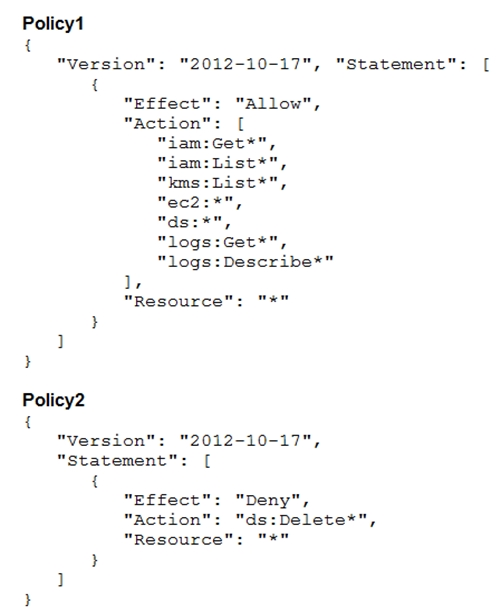 Policy1
{
"Version": "2012-10-17", "Statement": [
{
"Effect": "Allow",
"Action": [
"iam:Get*",
"iam:List*",
"kms:List*",
"ec2:*",
"ds:*",
"logs:Get*",
"logs:Describe*"
],
"Resource": "*"
}
]
}
Policy2
{
"Version": "2012-10-17",
"Statement": [
{
"Effect": "Deny",
"Action": "ds:Delete*",
"Resource": "*"
}
]
}